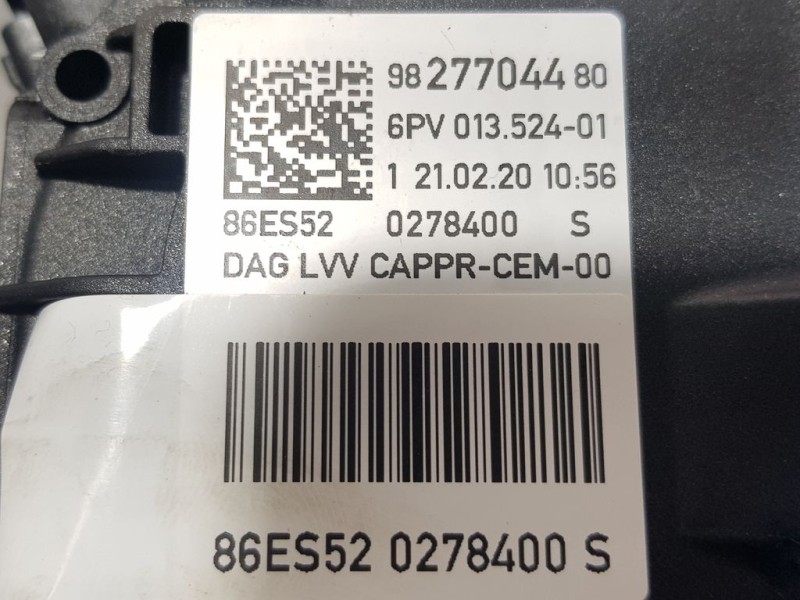 98 277044 80
6PV 013.524-01
1 21.02.20 10:56
86ES52 0278400 S
DAG LVV CAPPR-CEM-00
86ES52 0278400 S